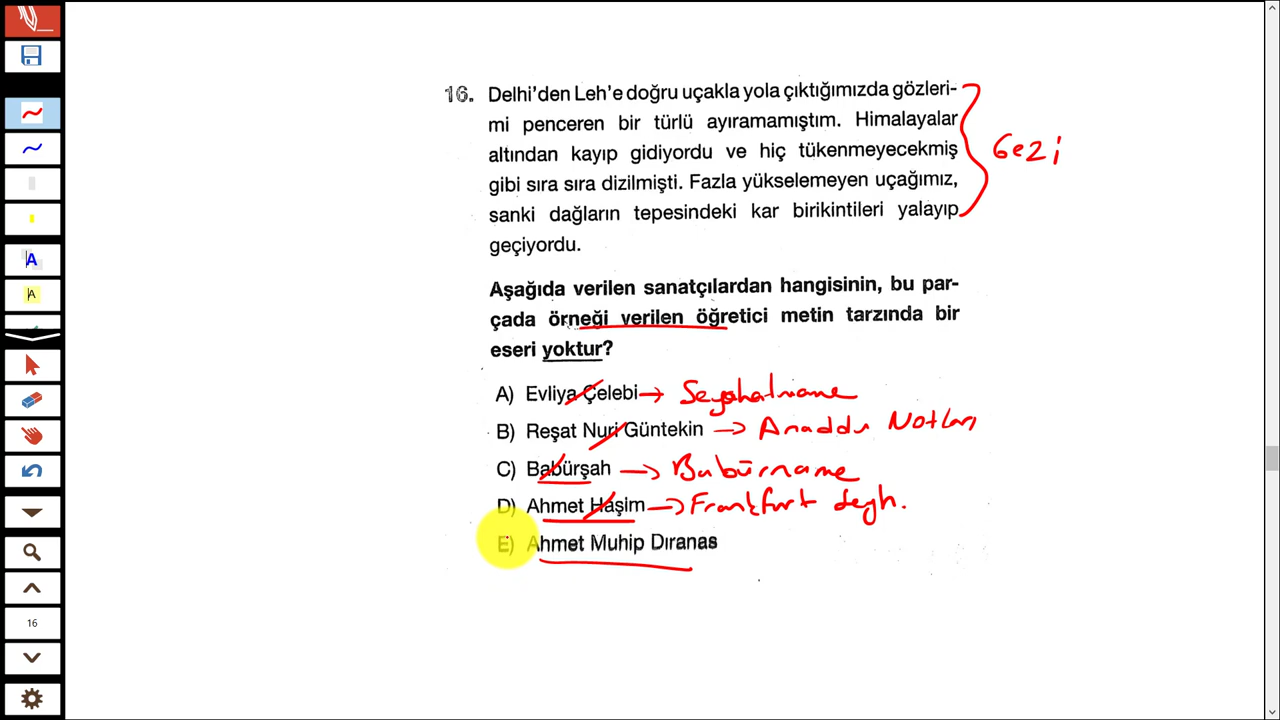 16. Delhi'den Leh'e doğru uçakla yola çıktığımızda gözleri-
mi penceren bir türlü ayıramamıştım. Himalayalar
altından kayıp gidiyordu ve hiç tükenmeyecekmiş
gibi sıra sıra dizilmişti. Fazla yükselemeyen uçağımız,
sanki dağların tepesindeki kar birikintileri yalayıp
geçiyordu.
Gezi
Aşağıda verilen sanatçılardan hangisinin, bu par-
çada örneği verilen öğretici metin tarzında bir
eseri yoktur?
A) Evliya Çelebi → Seyahatname
B) Reşat Nuri Güntekin → Anadolu Notları
C) Babürşah → Babürname
D) Ahmet Haşim → Frankfurt seyh.
E) Ahmet Muhip Dıranas
A
A
16